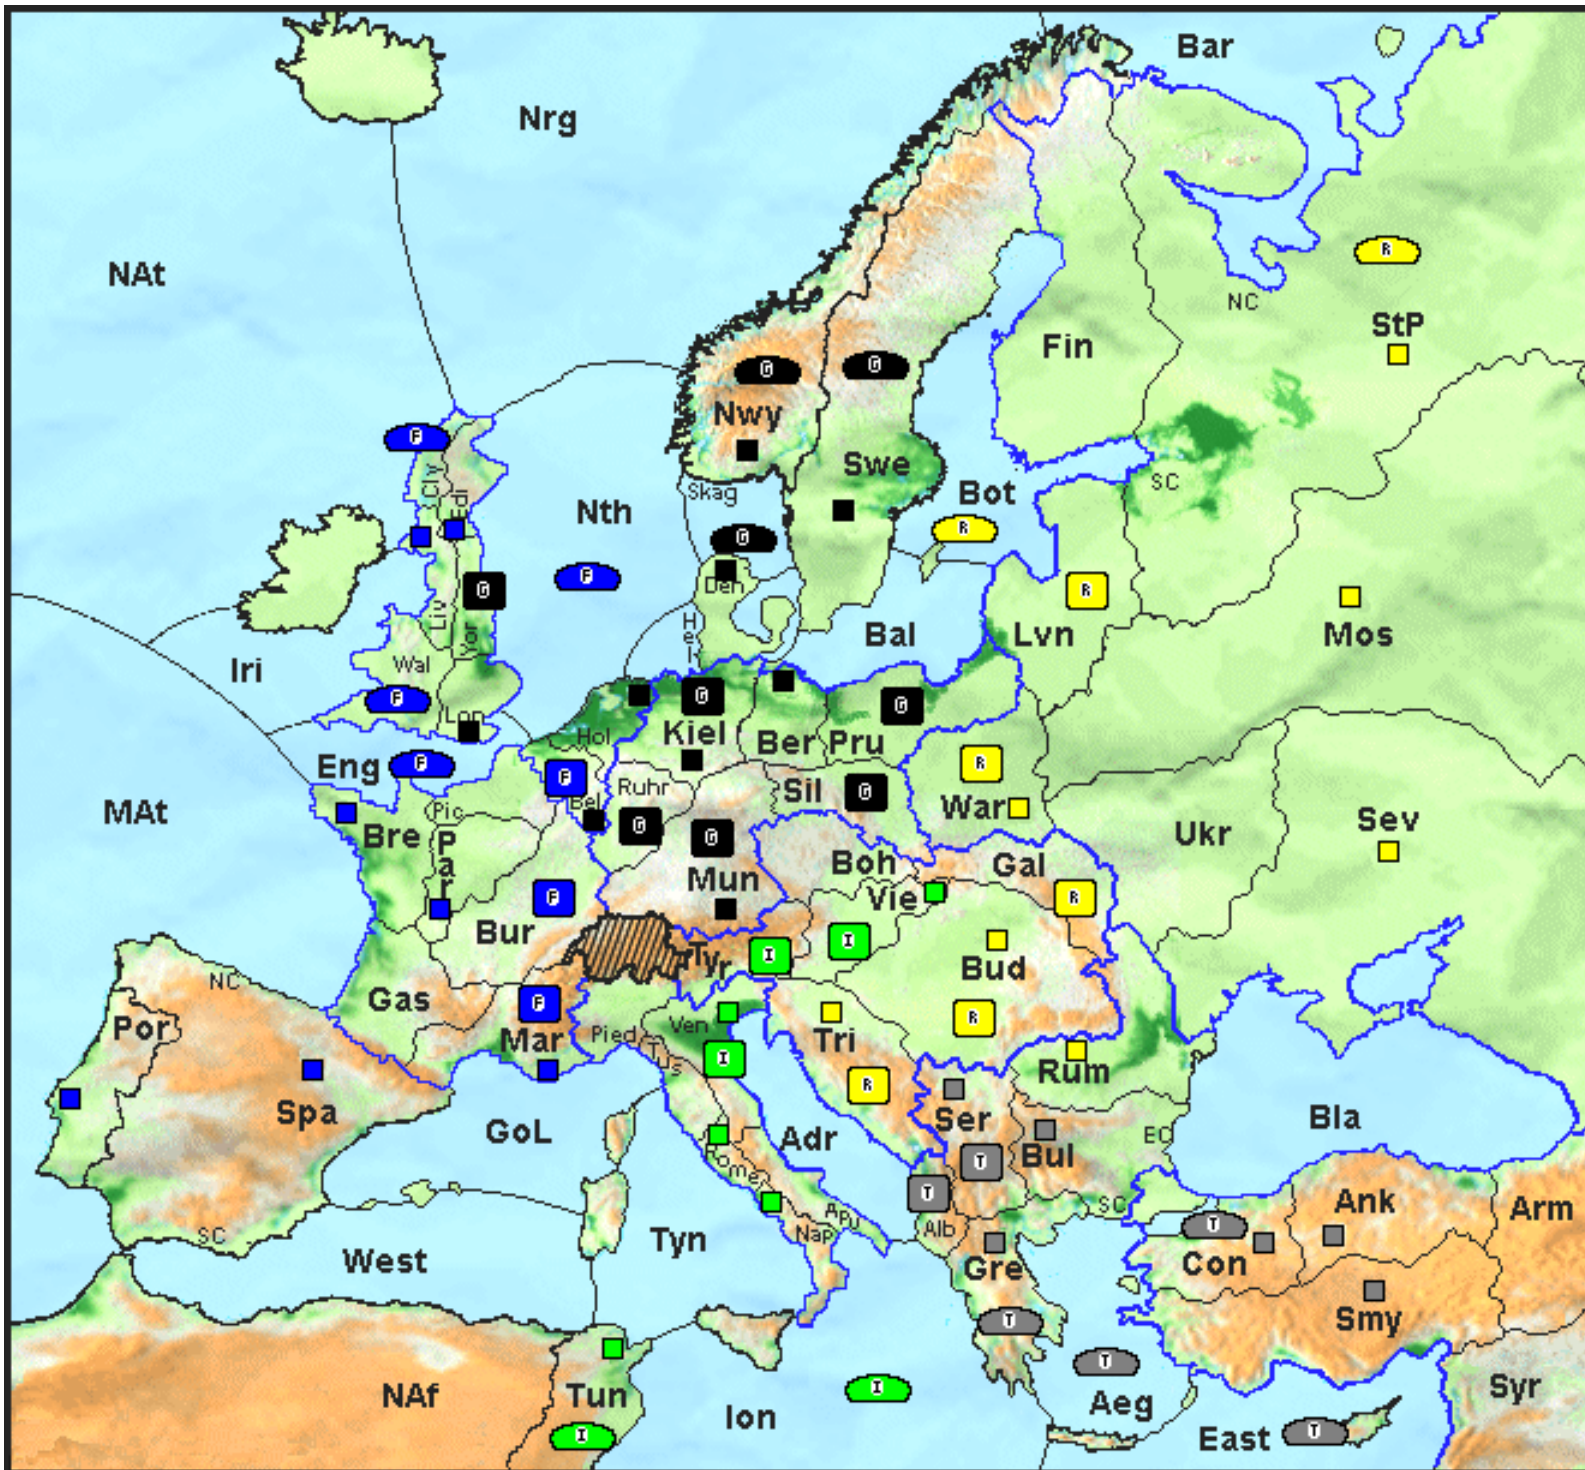 Bar
Nrg
R
NC
NAt
StP
Fin
G
G
Nwy
F
Cly
Edi
Swe
SC
Skag
Bot
Nth
R
G
F
Den
G
R
Hel
Liv
Yor
Bal
Lvn
Mos
Iri
Wal
F
G
G
Lon
Hol
Kiel
Ber
Pru
Eng
F
F
Ruhr
Sil
G
R
War
MAt
Bel
Pic
Bre
Par
G
G
Ukr
Sev
Boh
Gal
Mun
Vie
F
R
Bur
I
I
Tyr
Bud
NC
Gas
F
Por
Mar
Pied
Ven
Tus
Tri
R
I
Rum
R
Spa
GoL
Ser
Adr
Bul
EC
Bla
Rome
T
T
Apu
Nap
Alb
SC
Ank
Arm
T
SC
West
Tyn
Gre
Con
Smy
T
T
NAf
Tun
I
Ion
Aeg
Syr
I
East
T